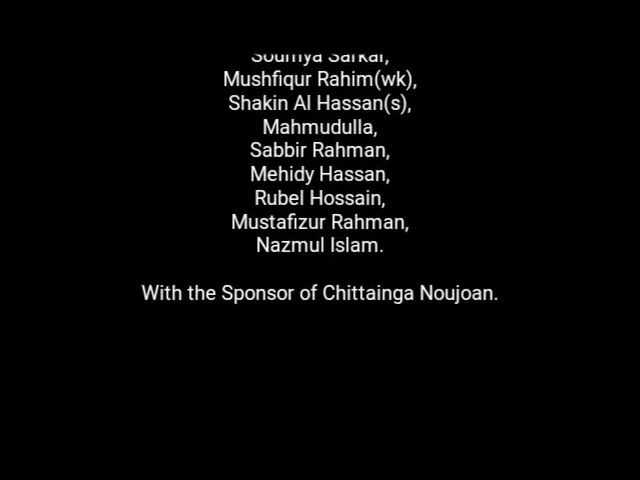 Soumya Sarkar,
Mushfiqur Rahim(wk),
Shakin Al Hassan(s),
Mahmudulla,
Sabbir Rahman,
Mehidy Hassan,
Rubel Hossain,
Mustafizur Rahman,
Nazmul Islam.
With the Sponsor of Chittainga Noujoan.